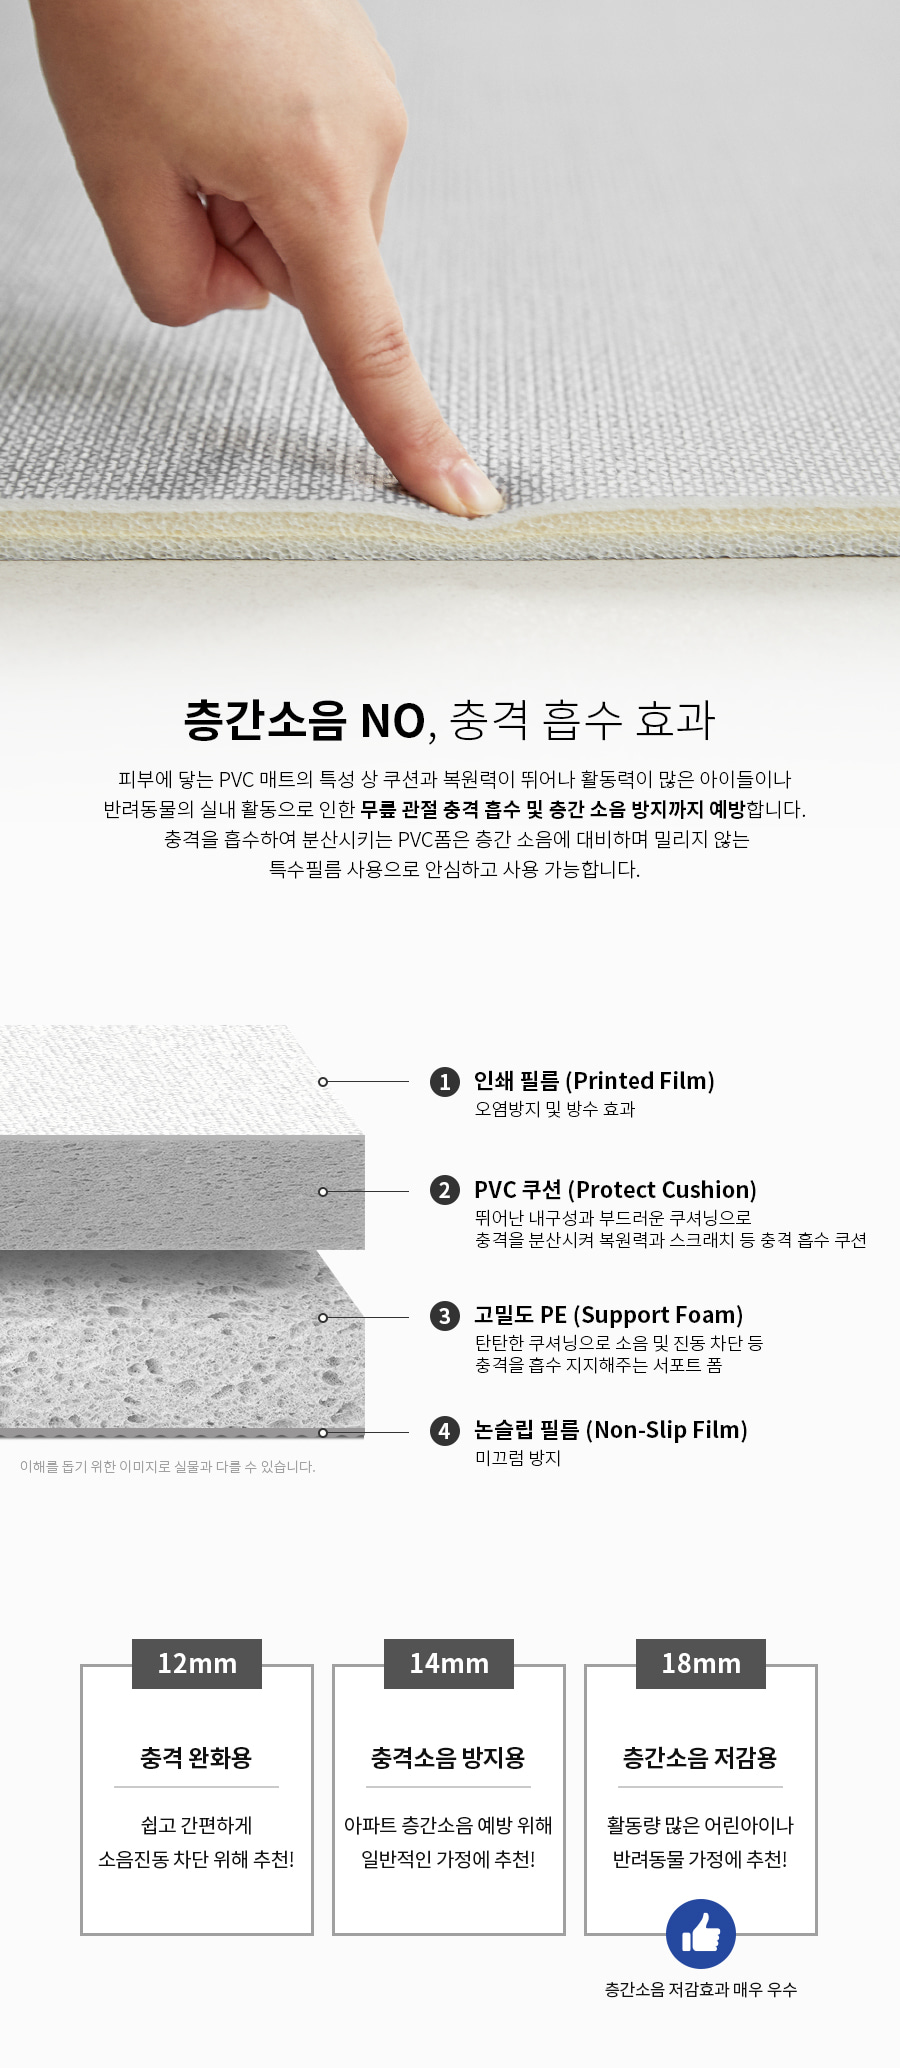 층간소음 NO, 충격 흡수 효과
피부에 닿는 PVC 매트의 특성 상 쿠션과 복원력이 뛰어나 활동력이 많은 아이들이나
반려동물의 실내 활동으로 인한 무릎 관절 충격 흡수 및 층간 소음 방지까지 예방합니다.
충격을 흡수하여 분산시키는 PVC폼은 층간 소음에 대비하며 밀리지 않는
특수필름 사용으로 안심하고 사용 가능합니다.
1 인쇄 필름 (Printed Film)
오염방지 및 방수 효과
2 PVC 쿠션 (Protect Cushion)
뛰어난 내구성과 부드러운 쿠셔닝으로
충격을 분산시켜 복원력과 스크래치 등 충격 흡수 쿠션
3 고밀도 PE (Support Foam)
탄탄한 쿠셔닝으로 소음 및 진동 차단 등
충격을 흡수 지지해주는 서포트 폼
4 논슬립 필름 (Non-Slip Film)
미끄럼 방지
이해를 돕기 위한 이미지로 실물과 다를 수 있습니다.
12mm
충격 완화용
쉽고 간편하게
소음진동 차단 위해 추천!
14mm
충격소음 방지용
아파트 층간소음 예방 위해
일반적인 가정에 추천!
18mm
층간소음 저감용
활동량 많은 어린아이나
반려동물 가정에 추천!
층간소음 저감효과 매우 우수